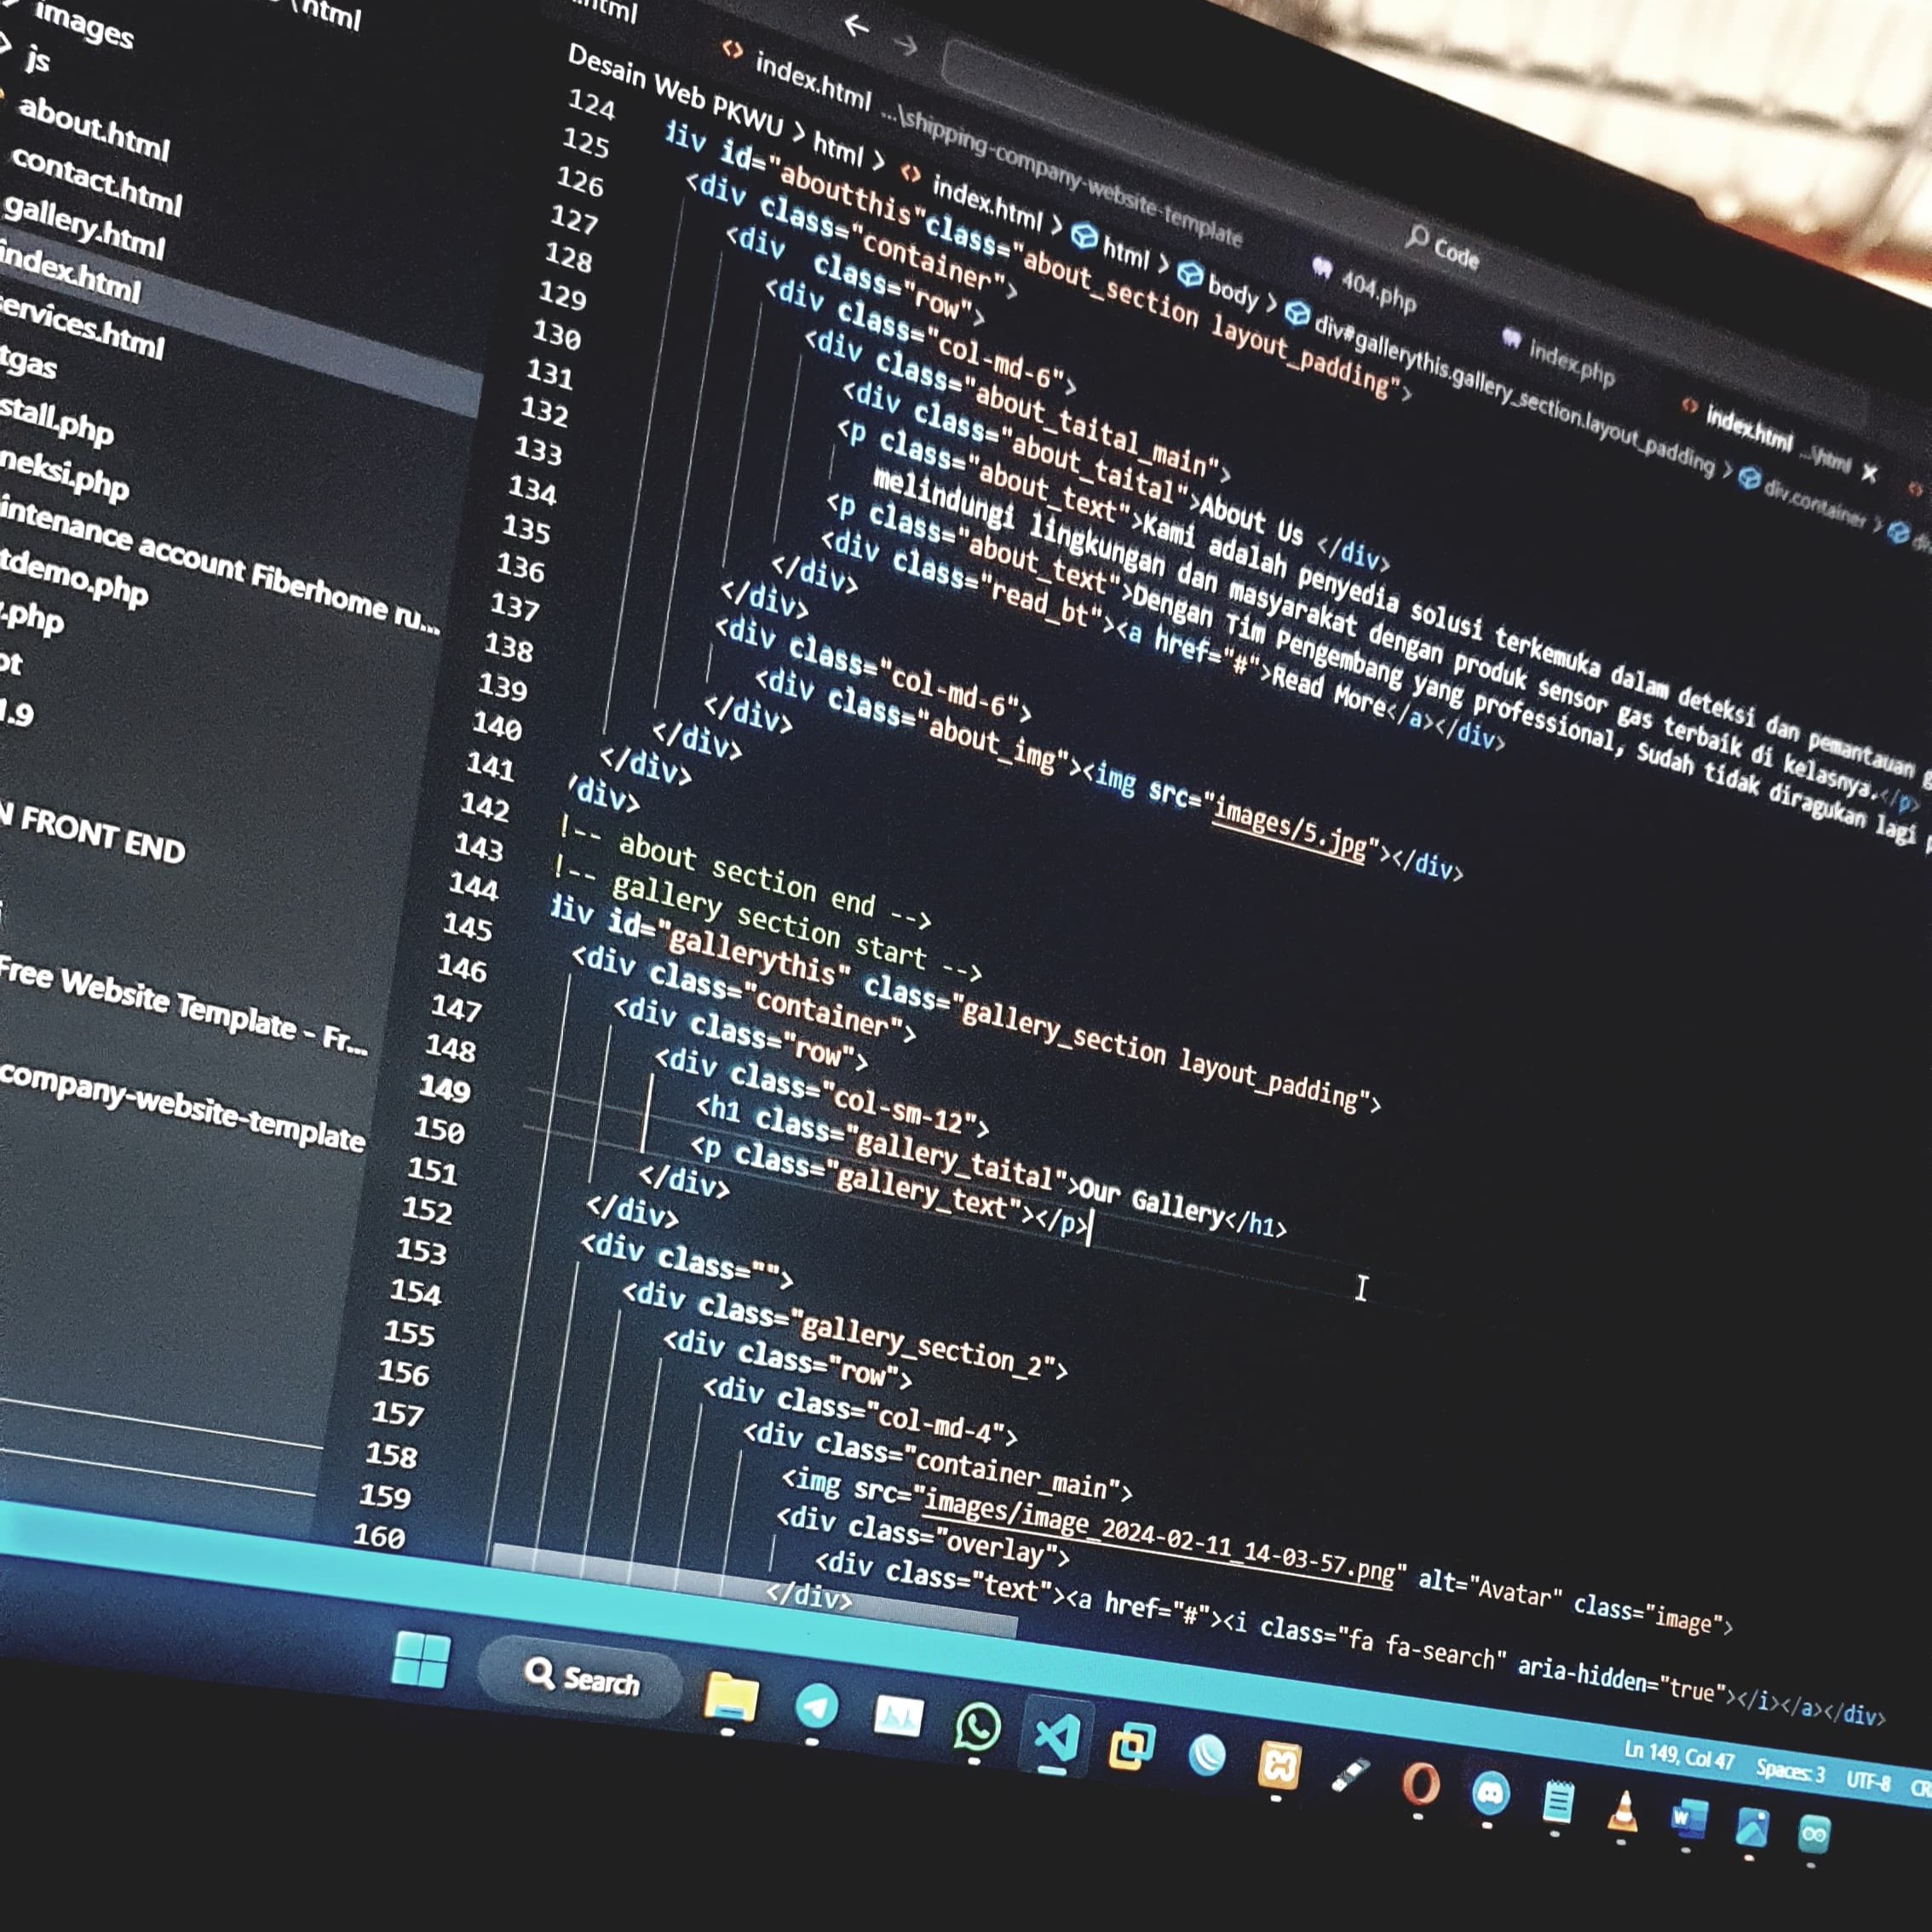 \html
images
js
about.html
contact.html
gallery.html
index.html
services.html
tgas
stall.php
neksi.php
intenance account Fiberhome ru...
tdemo.php
.php
ot
1.9
N FRONT END
Free Website Template - Fr...
company-website-template
.html
index.html ...\shipping-company-website-template
Code
404.php
index.php
index.html ...\html
Desain Web PKWU > html > index.html > html > body > div#gallerythis.gallery_section.layout_padding > div.container >
124
125 div id="aboutthis"class="about_section layout_padding">
126 <div class="container">
127 <div class="row">
128 <div class="col-md-6">
129 <div class="about_taital_main">
130 <div class="about_taital">About Us </div>
131 <p class="about_text">Kami adalah penyedia solusi terkemuka dalam deteksi dan pemantauan
132 melindungi lingkungan dan masyarakat dengan produk sensor gas terbaik di kelasnya.</p>
133 <p class="about_text">Dengan Tim Pengembang yang professional, Sudah tidak diragukan lagi
134 <div class="read_bt"><a href="#">Read More</a></div>
135 </div>
136 </div>
137 <div class="col-md-6">
138 <div class="about_img"><img src="images/5.jpg"></div>
139 </div>
140 </div>
141 </div>
142 /div>
143 !-- about section end -->
144 !-- gallery section start -->
145 div id="gallerythis" class="gallery_section layout_padding">
146 <div class="container">
147 <div class="row">
148 <div class="col-sm-12">
149 <h1 class="gallery_taital">Our Gallery</h1>
150 <p class="gallery_text"></p>
151 </div>
152 </div>
153 <div class="">
154 <div class="gallery_section_2">
155 <div class="row">
156 <div class="col-md-4">
157 <div class="container_main">
158 <img src="images/image_2024-02-11_14-03-57.png" alt="Avatar" class="image">
159 <div class="overlay">
160 <div class="text"><a href="#"><i class="fa fa-search" aria-hidden="true"></i></a></div>
</div>
Ln 149, Col 47 Spaces: 3 UTF-8
Search